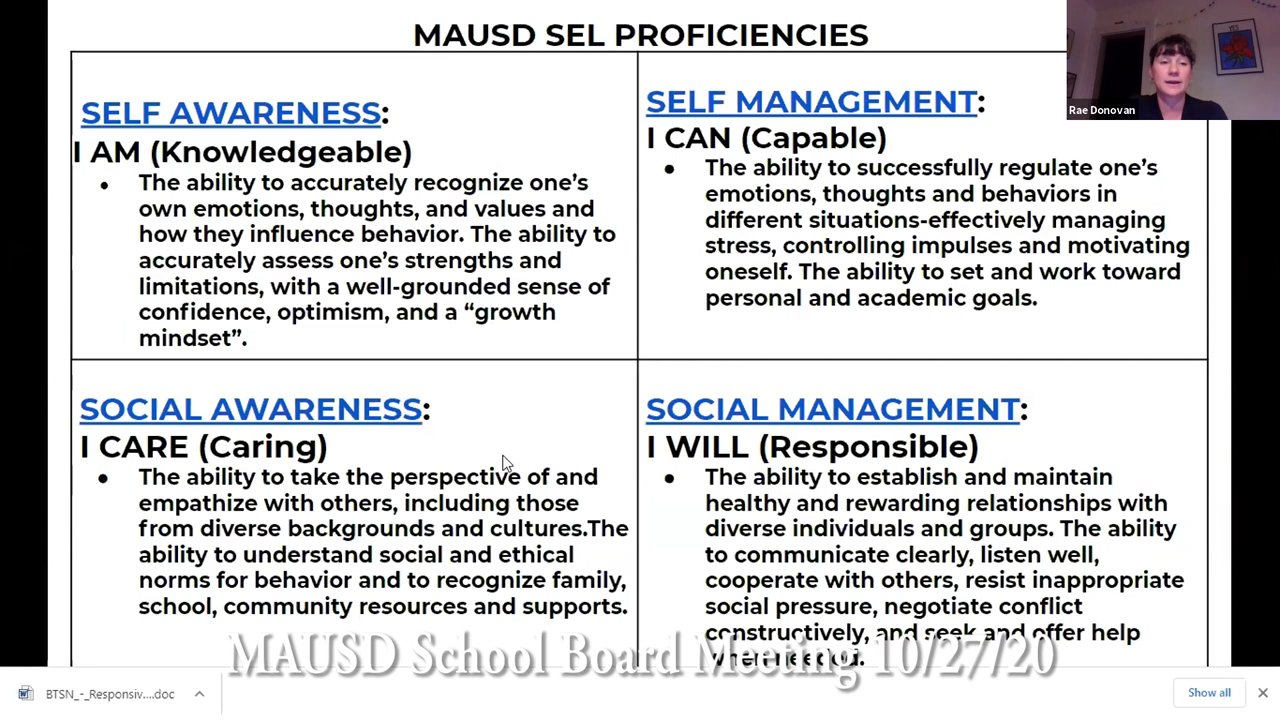 MAUSD SEL PROFICIENCIES
SELF AWARENESS:
I AM (Knowledgeable)
• The ability to accurately recognize one's
own emotions, thoughts, and values and
how they influence behavior. The ability to
accurately assess one's strengths and
limitations, with a well-grounded sense of
confidence, optimism, and a “growth
mindset”.
SELF MANAGEMENT:
I CAN (Capable)
• The ability to successfully regulate one's
emotions, thoughts and behaviors in
different situations-effectively managing
stress, controlling impulses and motivating
oneself. The ability to set and work toward
personal and academic goals.
SOCIAL AWARENESS:
I CARE (Caring)
• The ability to take the perspective of and
empathize with others, including those
from diverse backgrounds and cultures.The
ability to understand social and ethical
norms for behavior and to recognize family,
school, community resources and supports.
SOCIAL MANAGEMENT:
I WILL (Responsible)
• The ability to establish and maintain
healthy and rewarding relationships with
diverse individuals and groups. The ability
to communicate clearly, listen well,
cooperate with others, resist inappropriate
social pressure, negotiate conflict
constructively, and seek and offer help
when needed.
YES
Rae Donovan
MAUSD School Board Meeting 10/27/20
BTSN_-_Responsiv....doc
Show all